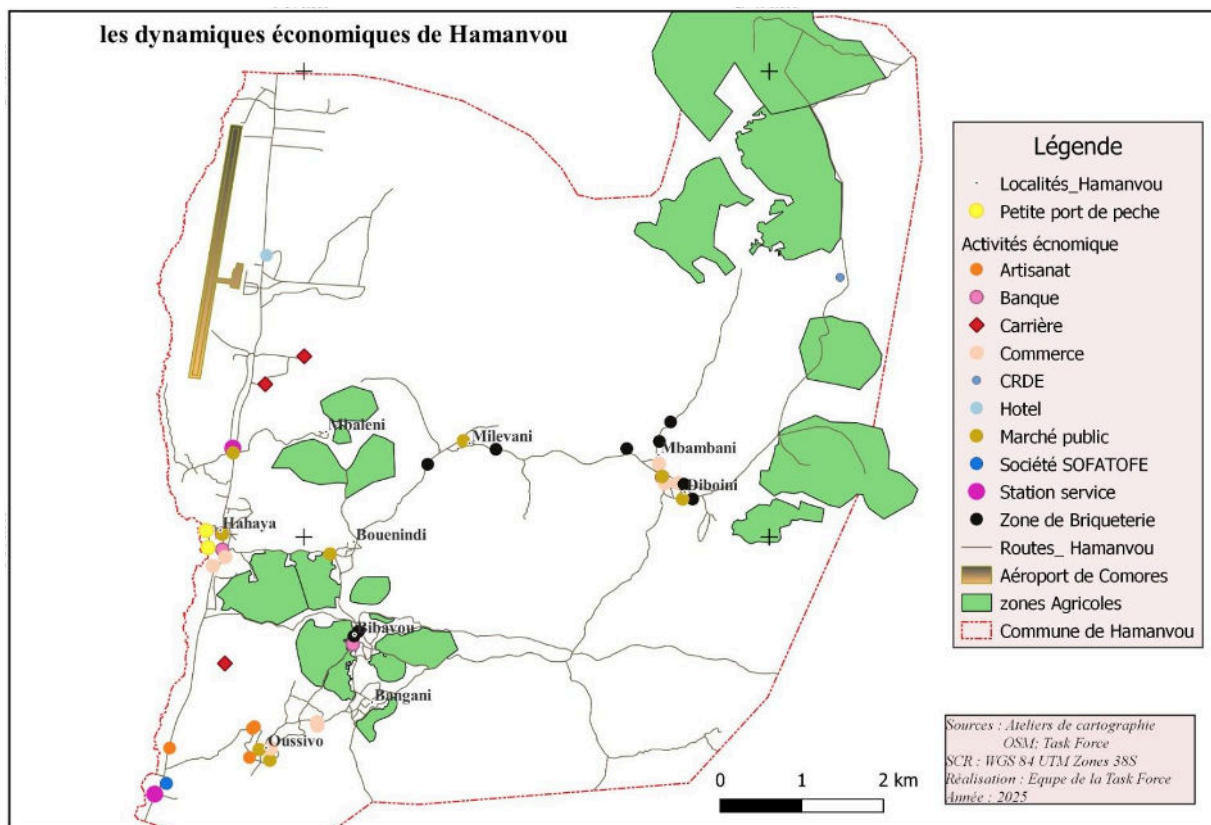 les dynamiques économiques de Hamanvou
Mbaleni
Milevani
Mbambani
Diboini
Hahaya
Bouenindi
Bibavou
Bangani
Oussivo
Légende
Localités_Hamanvou
Petite port de peche
Activités écnomique
Artisanat
Banque
Carrière
Commerce
CRDE
Hotel
Marché public
Société SOFATOFE
Station service
Zone de Briqueterie
Routes_ Hamanvou
Aéroport de Comores
zones Agricoles
Commune de Hamanvou
Sources : Ateliers de cartographie
OSM; Task Force
SCR : WGS 84 UTM Zones 38S
Réalisation : Equpe de la Task Force
Année : 2025
0 1 2 km